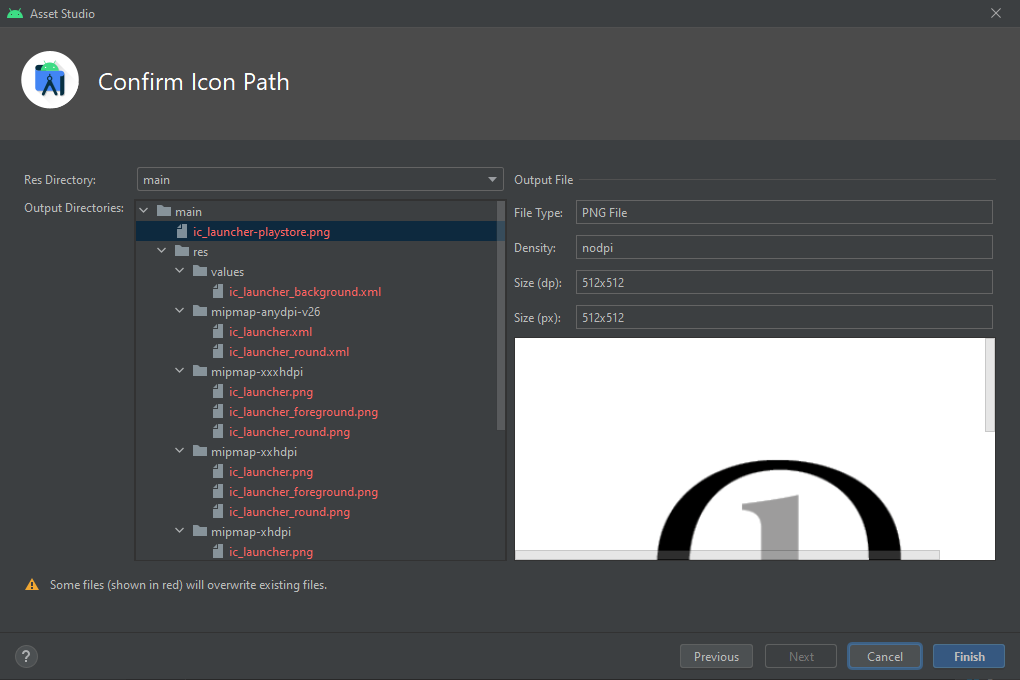 Asset Studio
Confirm Icon Path
Res Directory:
main
Output Directories:
main
ic_launcher-playstore.png
res
values
ic_launcher_background.xml
mipmap-anydpi-v26
ic_launcher.xml
ic_launcher_round.xml
mipmap-xxxhdpi
ic_launcher.png
ic_launcher_foreground.png
ic_launcher_round.png
mipmap-xxhdpi
ic_launcher.png
ic_launcher_foreground.png
ic_launcher_round.png
mipmap-xhdpi
ic_launcher.png
Output File
File Type:
PNG File
Density:
nodpi
Size (dp):
512x512
Size (px):
512x512
Some files (shown in red) will overwrite existing files.
?
Previous
Next
Cancel
Finish